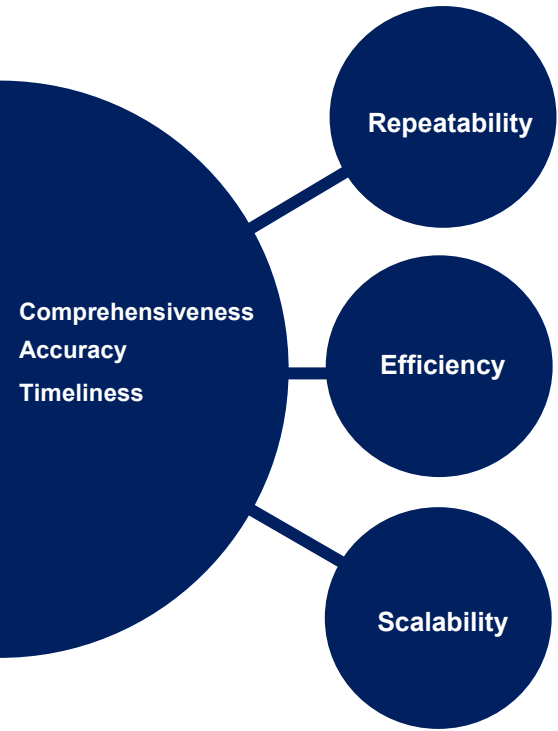 Comprehensiveness
Accuracy
Timeliness
Repeatability
Efficiency
Scalability